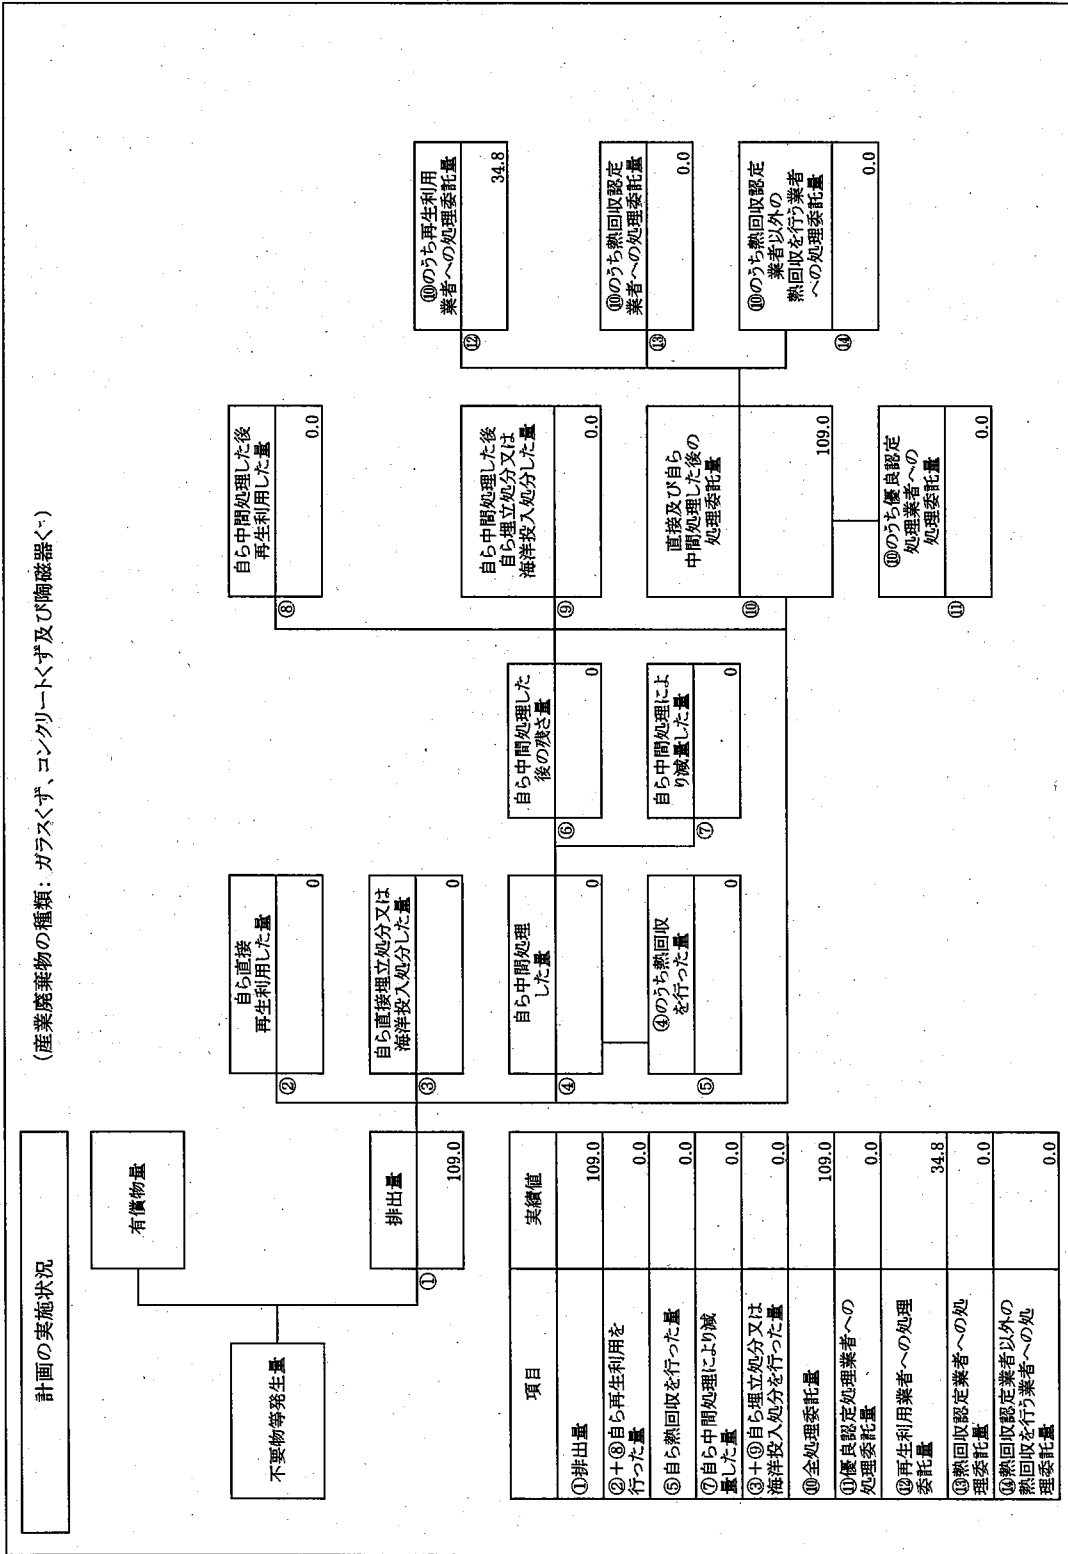 計画の実施状況
(産業廃棄物の種類: ガラスくず、コンクリートくず及び陶磁器くず)
不要物等発生量
有償物量
排出量
①
109.0
自ら直接
再生利用した量
②
0
自ら直接埋立処分又は
海洋投入処分した量
③
0
自ら中間処理
した量
④
0
④のうち熱回収
を行った量
⑤
0
自ら中間処理した
後の残さ量
⑥
0
自ら中間処理によ
り減量した量
⑦
0
自ら中間処理した後
再生利用した量
⑧
0.0
自ら中間処理した後
自ら埋立処分又は
海洋投入処分した量
⑨
0.0
直接及び自ら
中間処理した後の
処理委託量
⑩
109.0
⑩のうち優良認定
処理業者への
処理委託量
⑪
0.0
⑩のうち再生利用
業者への処理委託量
⑫
34.8
⑩のうち熱回収認定
業者への処理委託量
⑬
0.0
⑩のうち熱回収認定
業者以外の
熱回収を行う業者
への処理委託量
⑭
0.0
項目
実績値
①排出量
109.0
②+⑧自ら再生利用を
行った量
0.0
⑤自ら熱回収を行った量
0.0
⑦自ら中間処理により減
量した量
0.0
③+⑨自ら埋立処分又は
海洋投入処分を行った量
0.0
⑩全処理委託量
109.0
⑪優良認定処理業者への
処理委託量
0.0
⑫再生利用業者への処理
委託量
34.8
⑬熱回収認定業者への処
理委託量
0.0
⑭熱回収認定業者以外の
熱回収を行う業者への処
理委託量
0.0